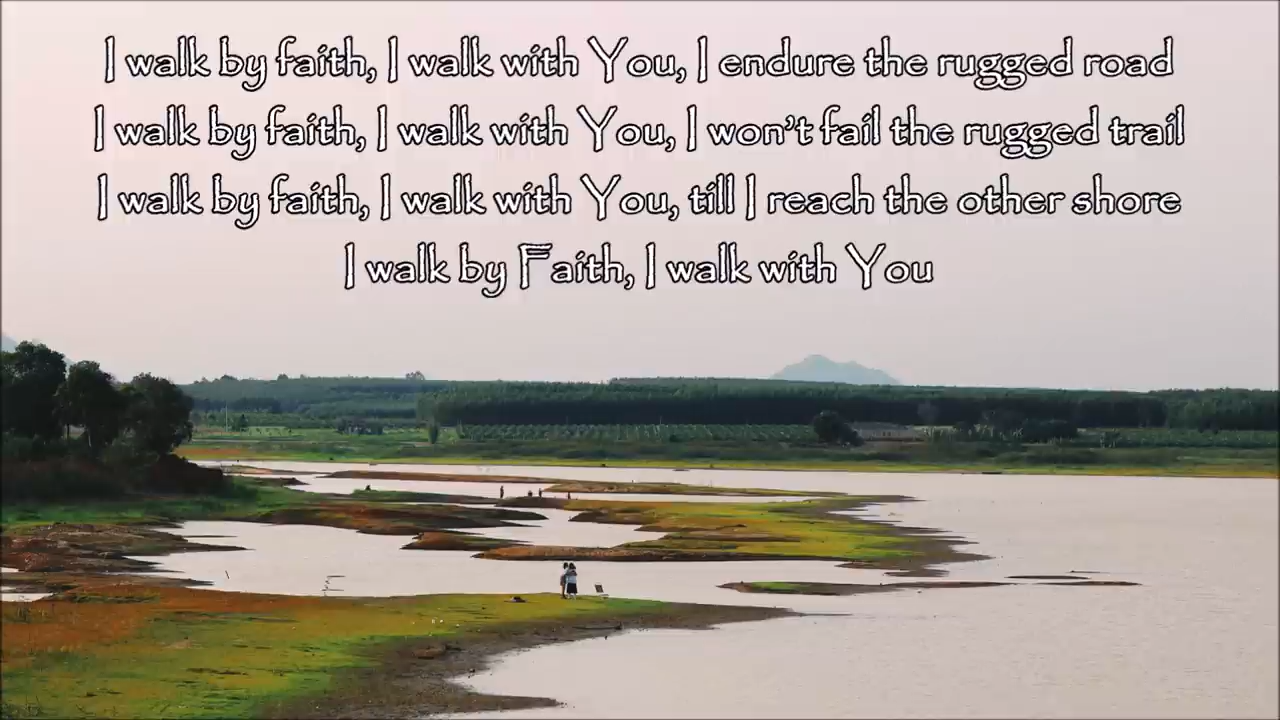 I walk by faith, I walk with You, I endure the rugged road
I walk by faith, I walk with You, I won't fail the rugged trail
I walk by faith, I walk with You, till I reach the other shore
I walk by Faith, I walk with You